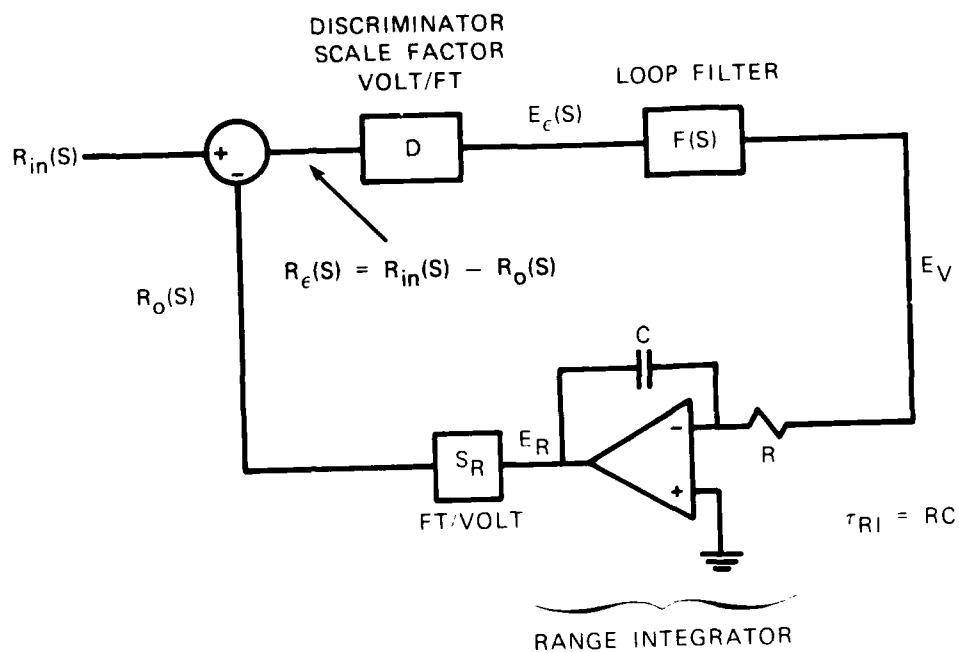 DISCRIMINATOR
SCALE FACTOR
VOLT/FT
LOOP FILTER
R_in(S)
+
−
D
E_ϵ(S)
F(S)
R_ϵ(S) = R_in(S) − R_o(S)
R_o(S)
E_V
C
−
+
R
E_R
S_R
FT/VOLT
τ_RI = RC
RANGE INTEGRATOR